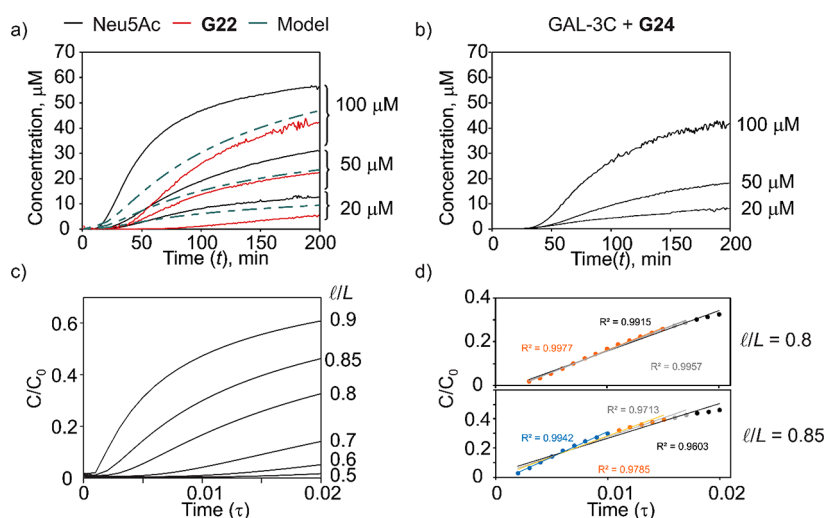 Neu5Ac G22 Model
GAL-3C + G24
a)
b)
Concentration, µM
70
60
50
40
30
20
10
0
0
50
100
150
200
Time (t), min
100 µM
50 µM
20 µM
Concentration, µM
70
60
50
40
30
20
10
0
0
50
100
150
200
Time(t), min
100 µM
50 µM
20 µM
c)
C/C0
0.6
0.4
0.2
0
0
0.01
0.02
Time (τ)
ℓ/L
0.9
0.85
0.8
0.7
0.6
0.5
d)
C/C0
0.4
0.2
0
R² = 0.9915
R² = 0.9977
R² = 0.9957
ℓ/L = 0.8
0.6
0.4
0.2
0
R² = 0.9713
R² = 0.9942
R² = 0.9603
R² = 0.9785
ℓ/L = 0.85
0
0.01
0.02
Time (τ)